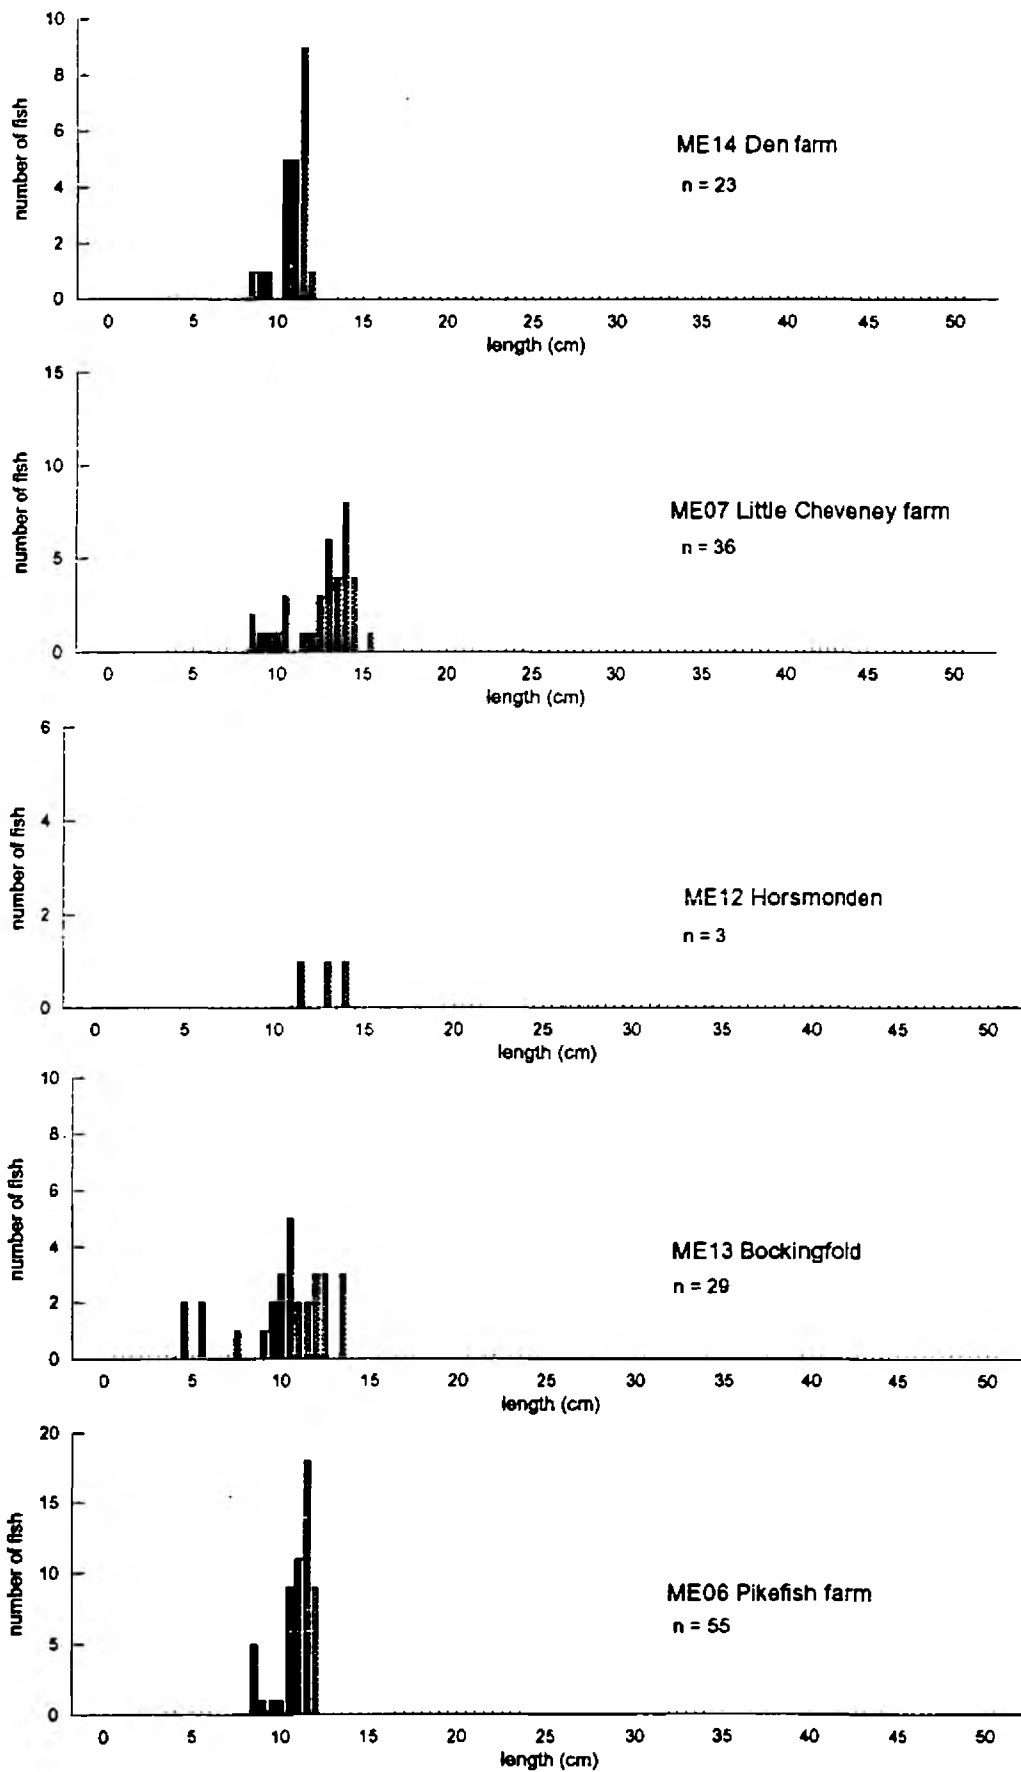 10
8
6
4
2
0
number of fish
ME14 Den farm
n = 23
0 5 10 15 20 25 30 35 40 45 50
length (cm)
15
10
5
0
number of fish
ME07 Little Cheveney farm
n = 36
0 5 10 15 20 25 30 35 40 45 50
length (cm)
6
4
2
0
number of fish
ME12 Horsmonden
n = 3
0 5 10 15 20 25 30 35 40 45 50
length (cm)
10
8
6
4
2
0
number of fish
ME13 Bockingfold
n = 29
0 5 10 15 20 25 30 35 40 45 50
length (cm)
20
15
10
5
0
number of fish
ME06 Pikefish farm
n = 55
0 5 10 15 20 25 30 35 40 45 50
length (cm)